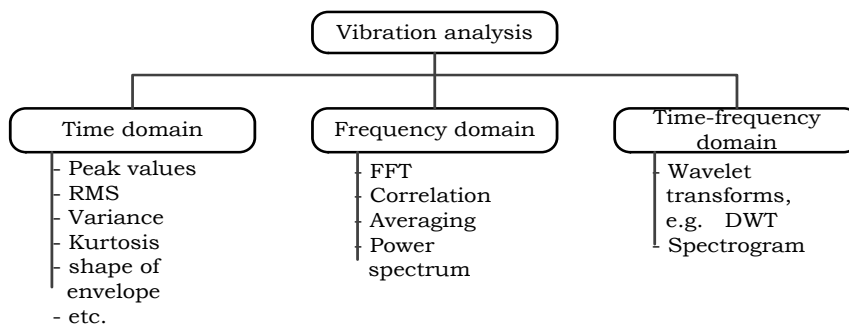 Vibration analysis
Time domain
- Peak values
- RMS
- Variance
- Kurtosis
- shape of
envelope
- etc.
Frequency domain
- FFT
- Correlation
- Averaging
- Power
spectrum
Time-frequency
domain
- Wavelet
transforms,
e.g. DWT
- Spectrogram